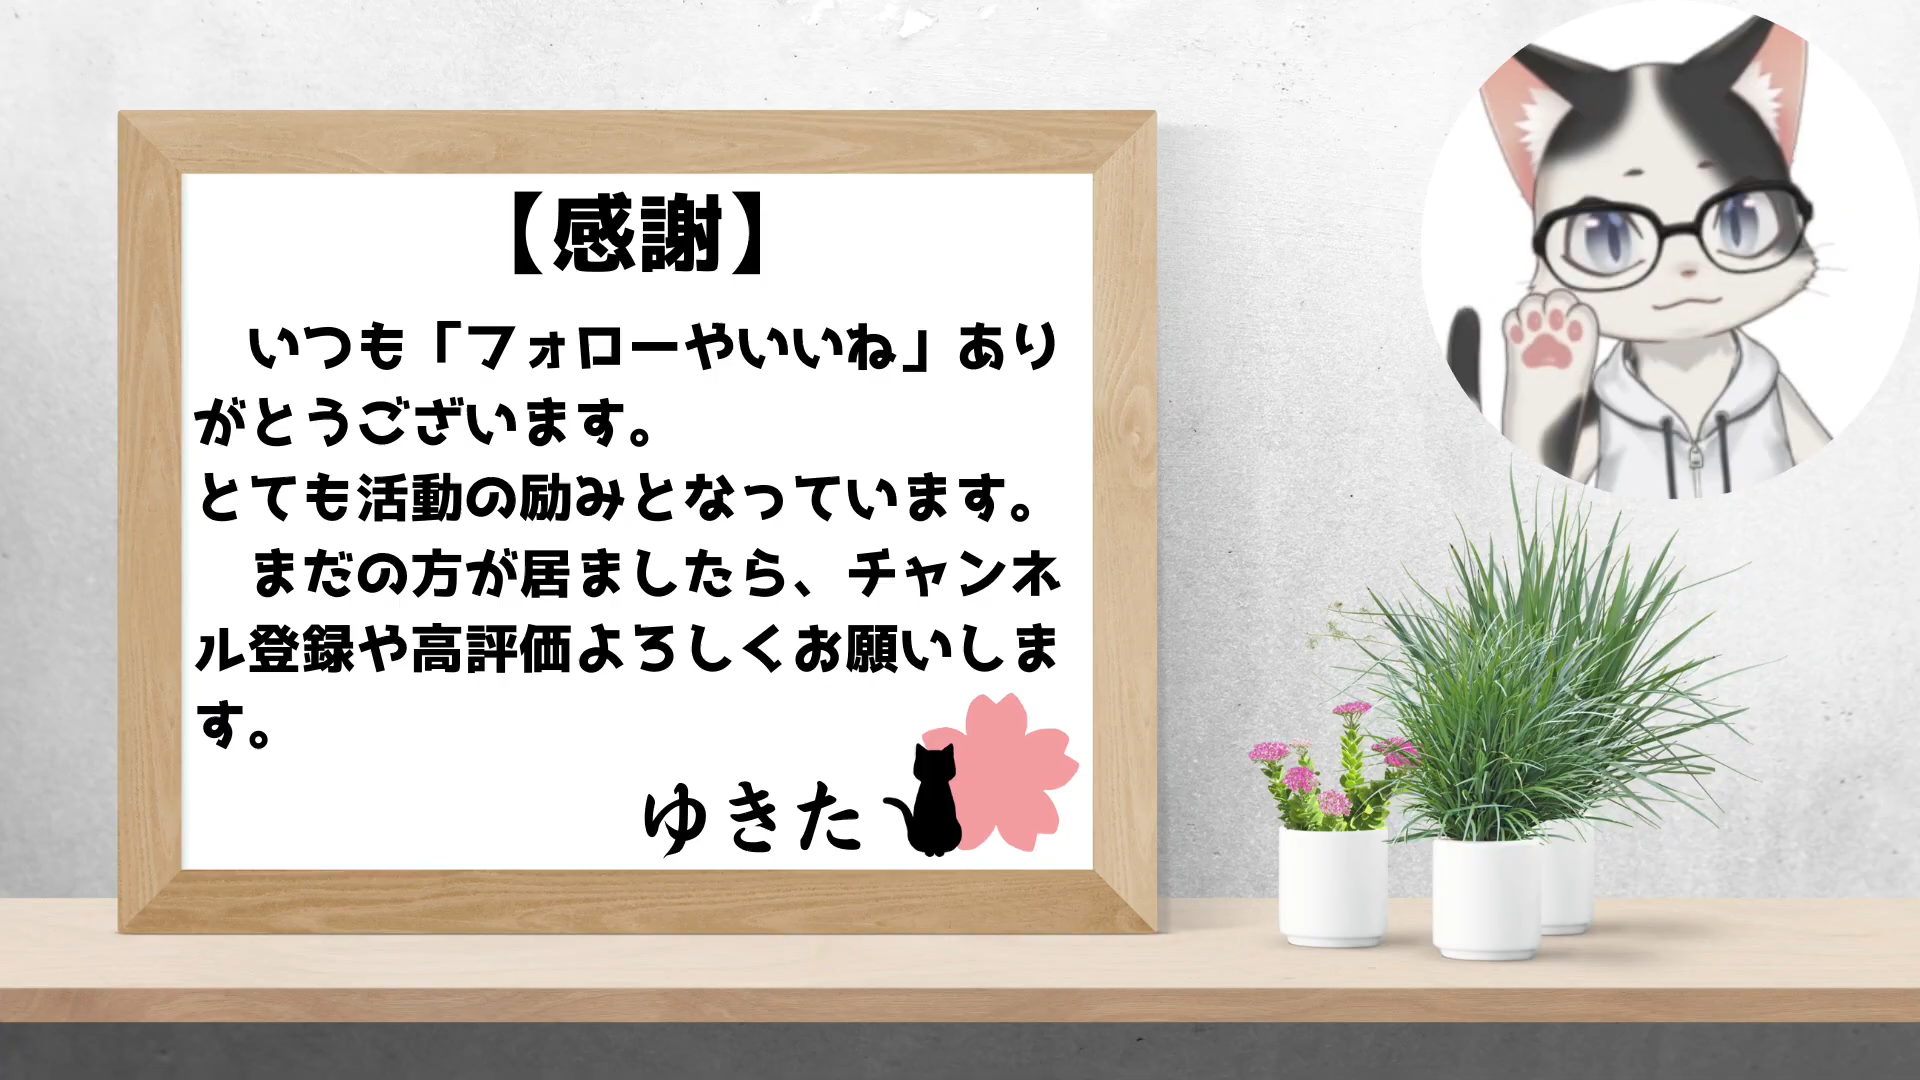 【感謝】
　いつも「フォローやいいね」あり
がとうございます。
とても活動の励みとなっています。
　まだの方が居ましたら、チャンネ
ル登録や高評価よろしくお願いしま
す。
ゆきた